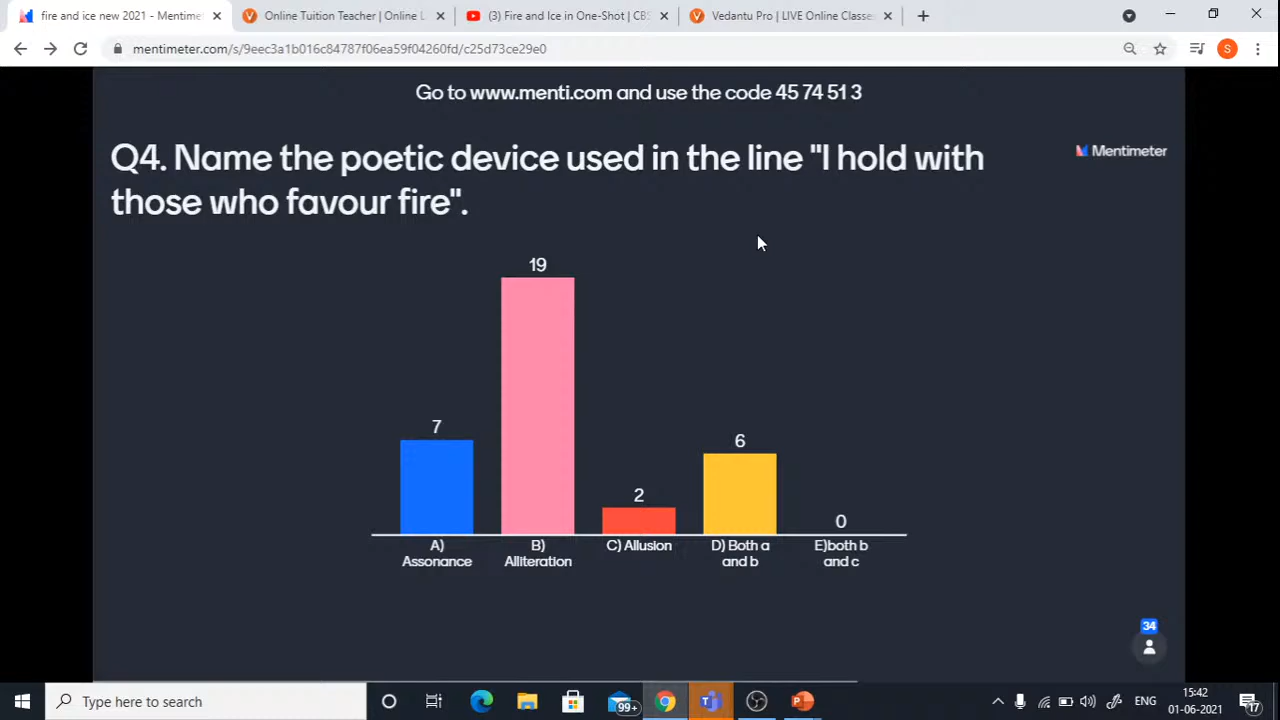 fire and ice new 2021 - Mentimete
Online Tuition Teacher | Online L
(3) Fire and Ice in One-Shot | CBS
Vedantu Pro | LIVE Online Classes
mentimeter.com/s/9eec3a1b016c84787f06ea59f04260fd/c25d73ce29e0
S
Go to www.menti.com and use the code 45 74 51 3
Mentimeter
Q4. Name the poetic device used in the line "I hold with
those who favour fire".
19
7
6
2
0
A)
Assonance
B)
Alliteration
C) Allusion
D) Both a
and b
E)both b
and c
34
Type here to search
99+
ENG
15:42
01-06-2021
17